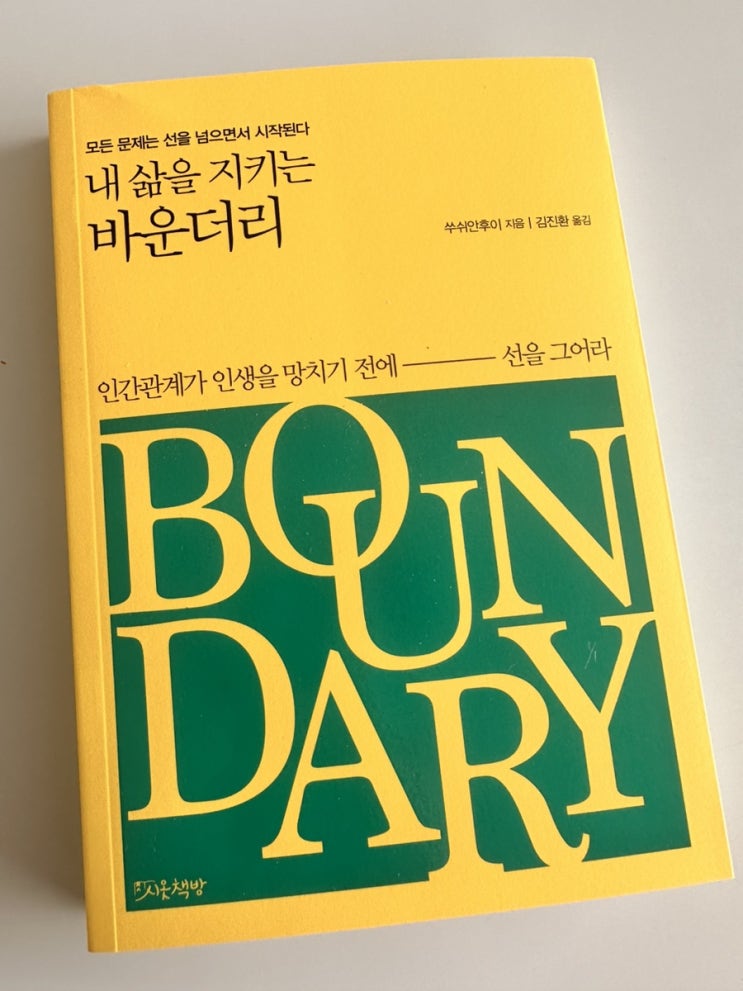 모든 문제는 선을 넘으면서 시작된다
내 삶을 지키는
바운더리
쑤쉬안후이 지음 | 김진환 옮김
인간관계가 인생을 망치기 전에 ── 선을 그어라
BOUN
DARY
시옷책방